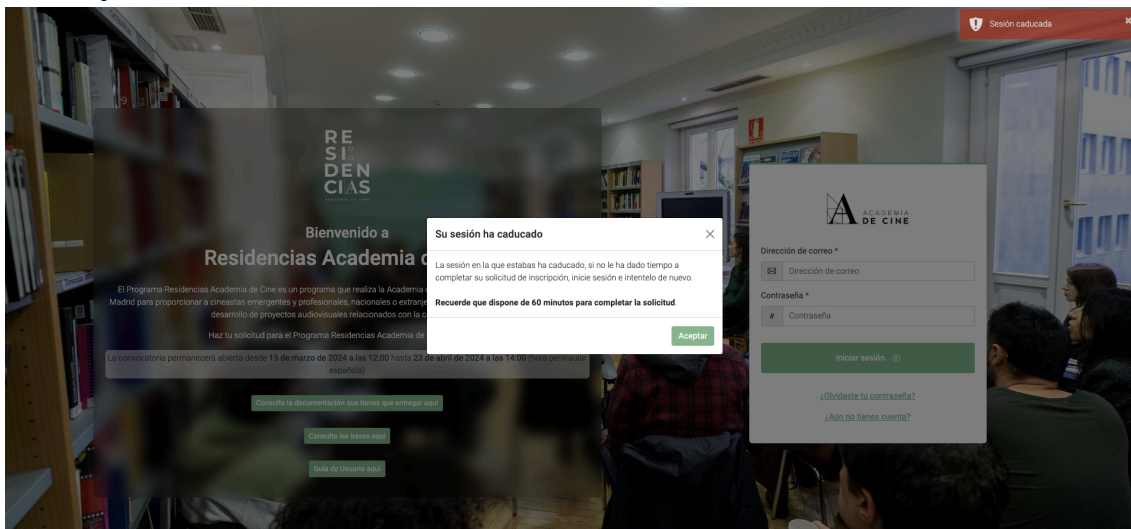 Sesión caducada
RE
SI
DEN
CIAS
ACADEMIA DE CINE
Bienvenido a
Residencias Academia d
El Programa Residencias Academia de Cine es un programa que realiza la Academia
Madrid para proporcionar a cineastas emergentes y profesionales, nacionales o extranje
desarrollo de proyectos audiovisuales relacionados con la c
Haz tu solicitud para el Programa Residencias Academia de
La convocatoria permanecerá abierta desde 15 de marzo de 2024 a las 12:00 hasta 23 de abril de 2024 a las 14:00 (hora peninsular
española)
Consulta la documentación que tienes que entregar aquí
Consulta las bases aquí
Guía de Usuario aquí
Su sesión ha caducado
La sesión en la que estabas ha caducado, si no le ha dado tiempo a
completar su solicitud de inscripción, inicie sesión e intentelo de nuevo.
Recuerde que dispone de 60 minutos para completar la solicitud.
Aceptar
ACADEMIA
DE CINE
Dirección de correo *
Dirección de correo
Contraseña *
# Contraseña
Iniciar sesión
¿Olvidaste tu contraseña?
¿Aún no tienes cuenta?